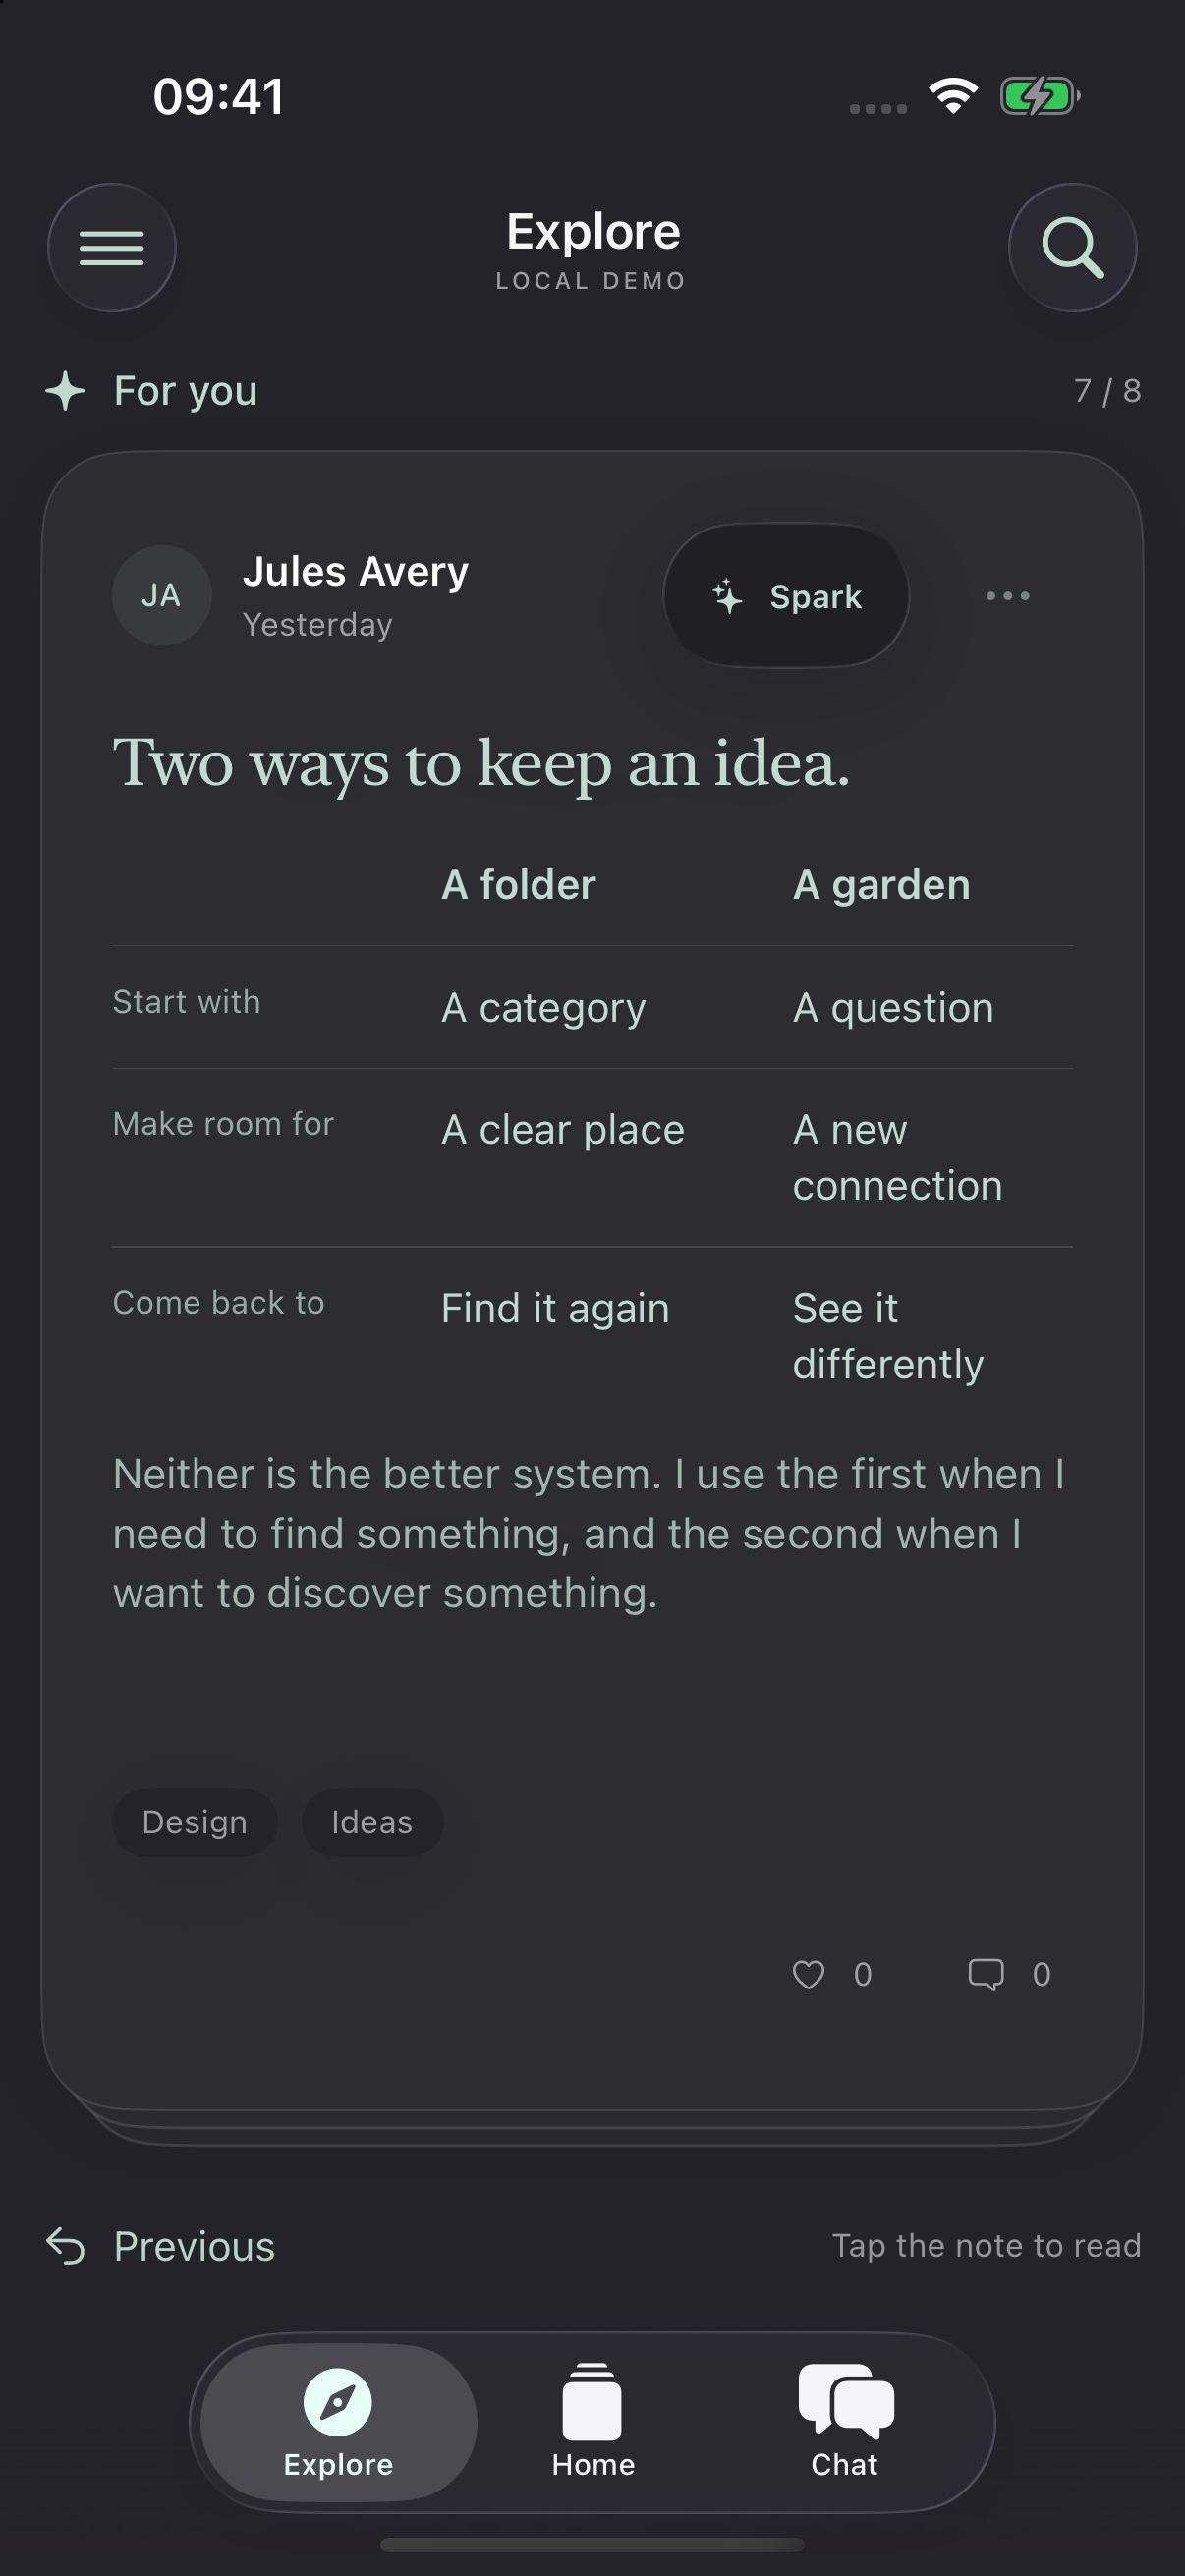 09:41
Explore
LOCAL DEMO
For you
7 / 8
JA
Jules Avery
Yesterday
Spark
Two ways to keep an idea.
A folder A garden
Start with A category A question
Make room for A clear place A new
connection
Come back to Find it again See it
differently
Neither is the better system. I use the first when I
need to find something, and the second when I
want to discover something.
Design Ideas
0 0
Previous
Tap the note to read
Explore Home Chat